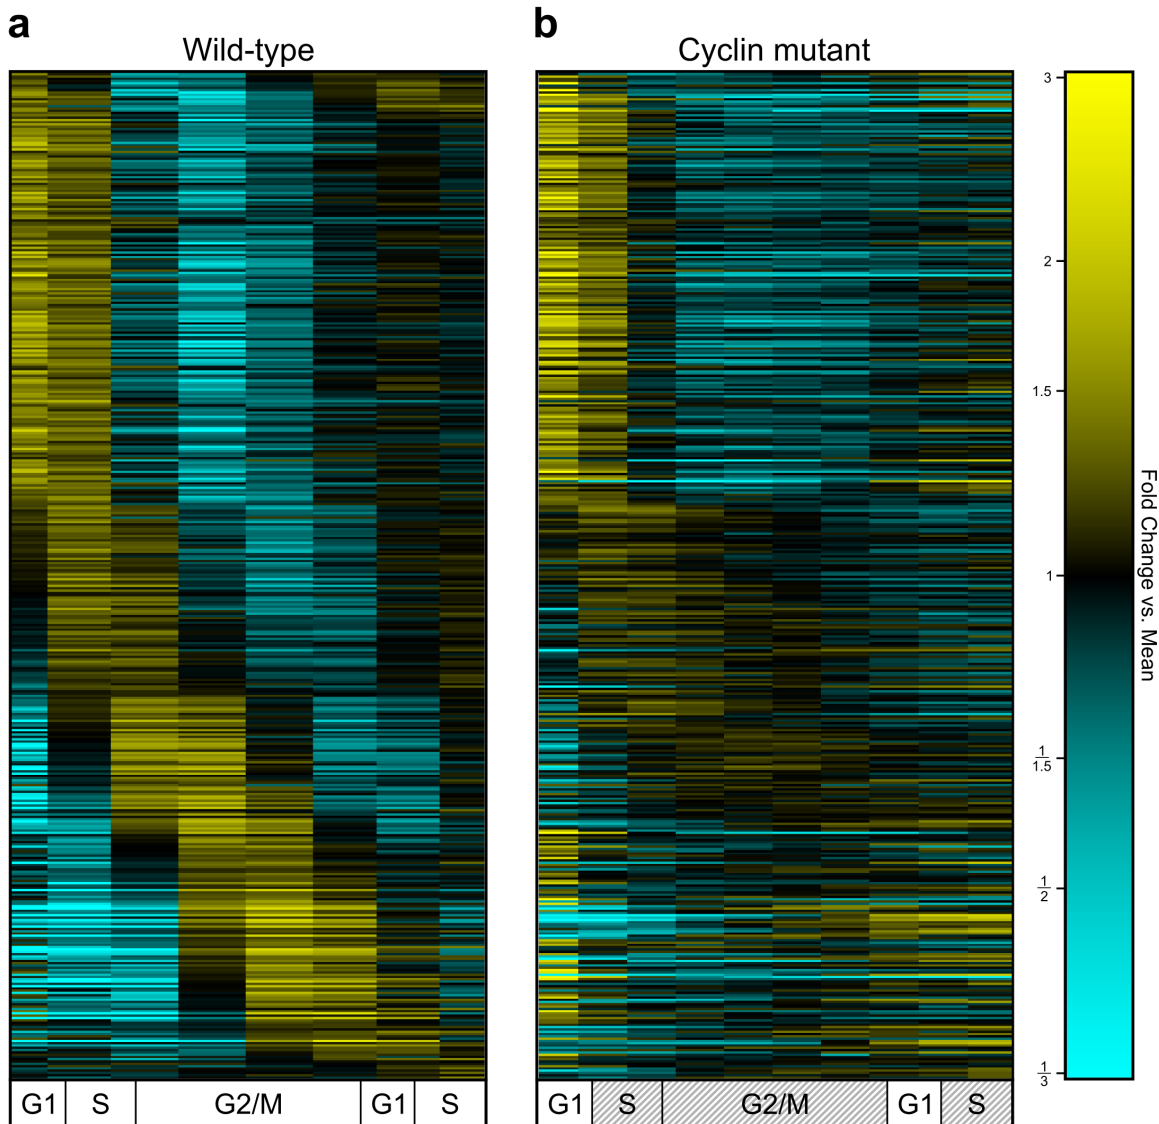 a
b
Wild-type
Cyclin mutant
3
2
1.5
1
1/1.5
1/2
1/3
Fold Change vs. Mean
G1 S G2/M G1 S
G1 S G2/M G1 S